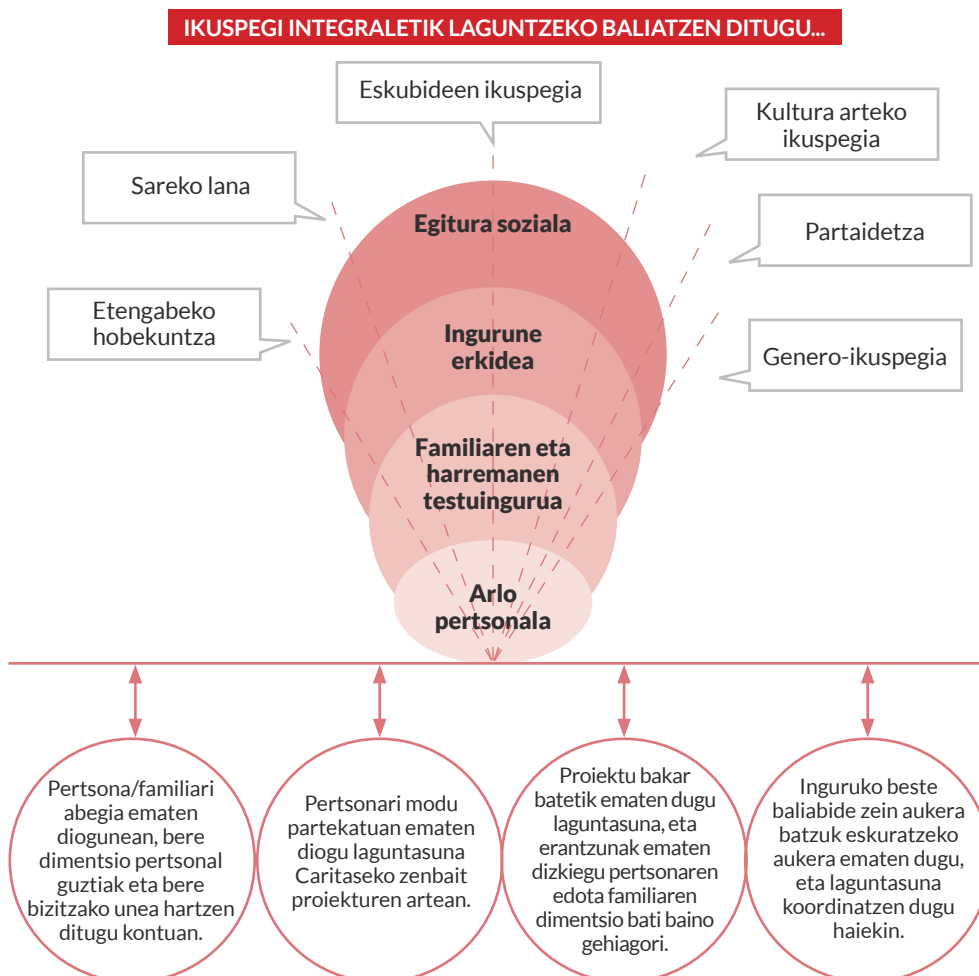 IKUSPEGI INTEGRALETIK LAGUNTZEKO BALIATZEN DITUGU...
Eskubideen ikuspegia
Kultura arteko
ikuspegia
Sareko lana
Partaidetza
Etengabeko
hobekuntza
Genero-ikuspegia
Egitura soziala
Ingurune
erkidea
Familiaren eta
harremanen
testuingurua
Arlo
pertsonala
Pertsona/familiari
abegia ematen
diogunean, bere
dimentsio pertsonal
guztiak eta bere
bizitzako unea hartzen
ditugu kontuan.
Pertsonari modu
partekatuan ematen
diogu laguntasuna
Caritaseko zenbait
proiekturen artean.
Proiektu bakar
batetik ematen dugu
laguntasuna, eta
erantzunak ematen
dizkiegu pertsonaren
edota familiaren
dimentsio bati baino
gehiagori.
Inguruko beste
baliabide zein aukera
batzuk eskuratzeko
aukera ematen dugu,
eta laguntasuna
koordinatzen dugu
haiekin.